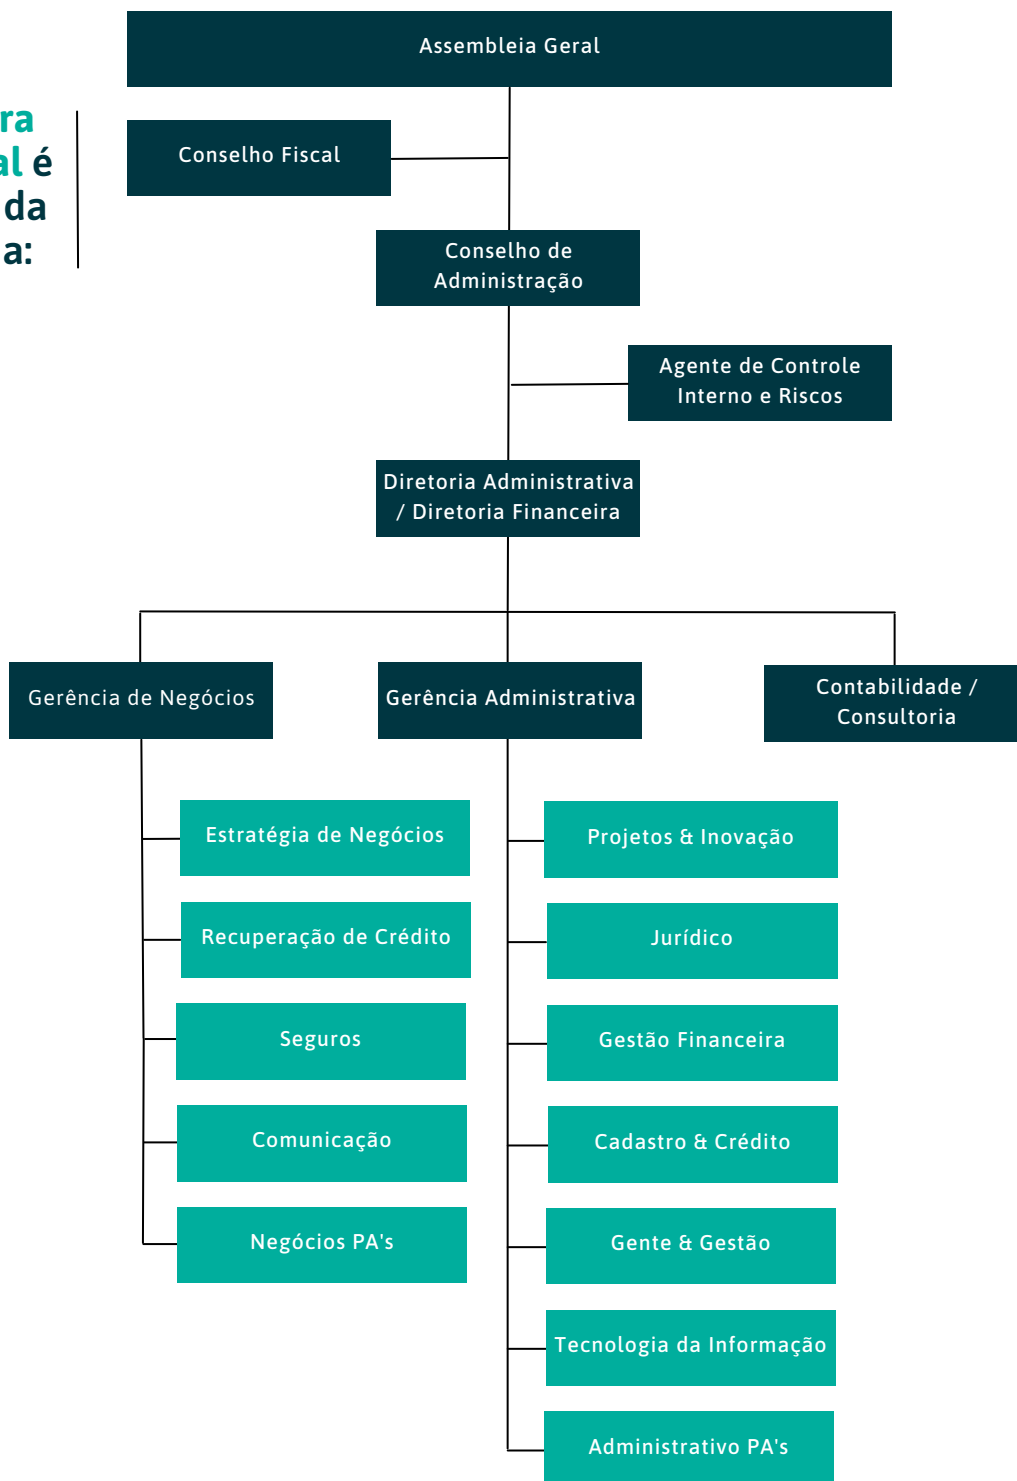 Assembleia Geral
é
da
Conselho Fiscal
Conselho de
Administração
Agente de Controle
Interno e Riscos
Diretoria Administrativa
/ Diretoria Financeira
Gerência de Negócios
Gerência Administrativa
Contabilidade /
Consultoria
Estratégia de Negócios
Recuperação de Crédito
Seguros
Comunicação
Negócios PA's
Projetos & Inovação
Jurídico
Gestão Financeira
Cadastro & Crédito
Gente & Gestão
Tecnologia da Informação
Administrativo PA's